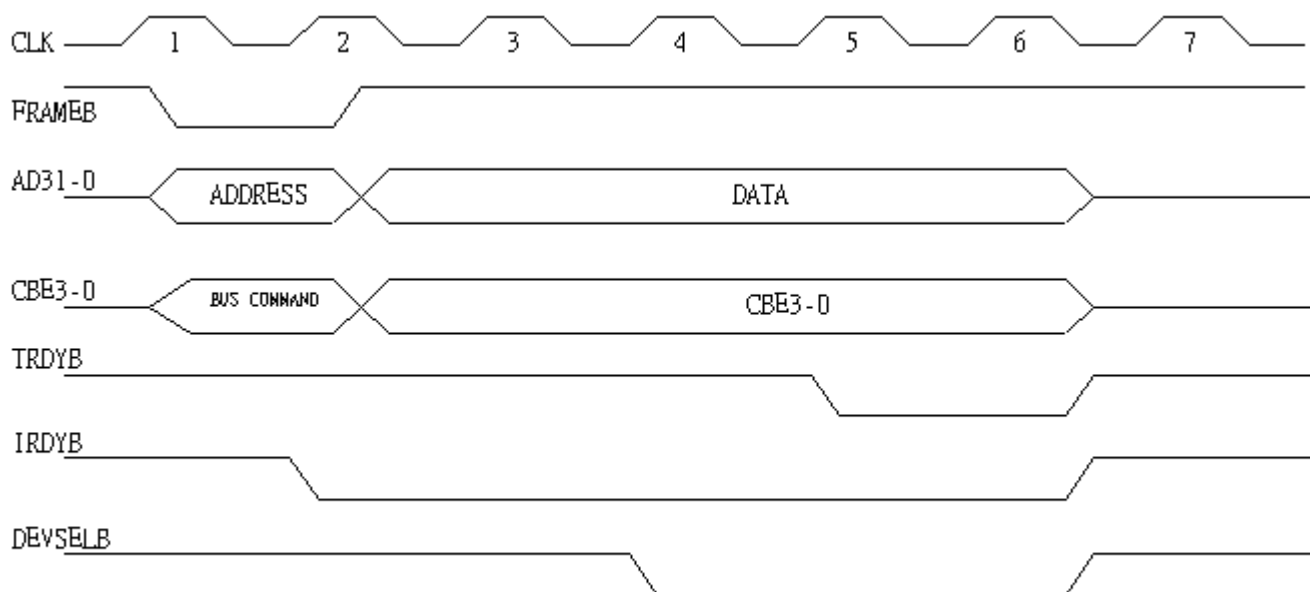 CLK 1 2 3 4 5 6 7
FRAMEB
AD31-0 ADDRESS DATA
CBE3-0 BUS COMMAND CBE3-0
TRDYB
IRDYB
DEVSELB